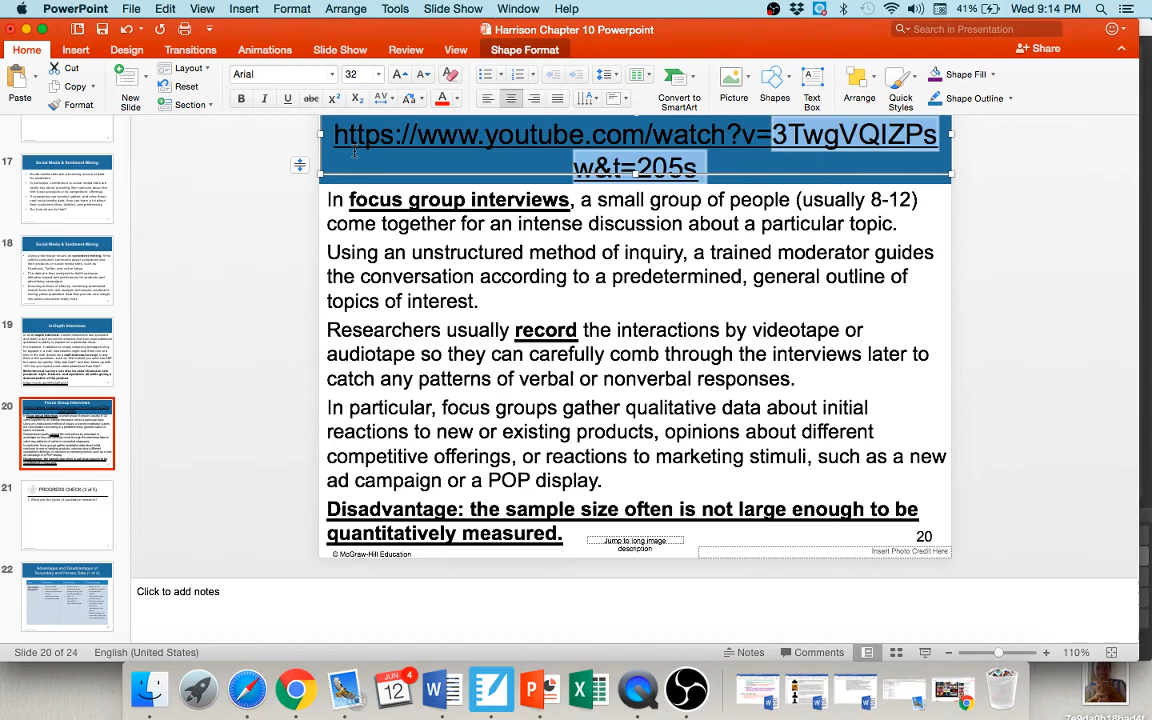 PowerPoint File Edit View Insert Format Arrange Tools Slide Show Window Help 41% Wed 9:14 PM
Harrison Chapter 10 Powerpoint
Search in Presentation
Home Insert Design Transitions Animations Slide Show Review View Shape Format
Share
Paste
Cut
Copy
Format
New Slide
Layout
Reset
Section
Arial 32
Convert to SmartArt
Picture
Shapes
Text Box
Arrange
Quick Styles
Shape Fill
Shape Outline
https://www.youtube.com/watch?v=3TwgVQIZPs
w&t=205s
In focus group interviews, a small group of people (usually 8-12)
come together for an intense discussion about a particular topic.
Using an unstructured method of inquiry, a trained moderator guides
the conversation according to a predetermined, general outline of
topics of interest.
Researchers usually record the interactions by videotape or
audiotape so they can carefully comb through the interviews later to
catch any patterns of verbal or nonverbal responses.
In particular, focus groups gather qualitative data about initial
reactions to new or existing products, opinions about different
competitive offerings, or reactions to marketing stimuli, such as a new
ad campaign or a POP display.
Disadvantage: the sample size often is not large enough to be
quantitatively measured.
Jump to long image
description
20
© McGraw-Hill Education
Insert Photo Credit Here
17
Social Media & Sentiment Mining
18
Social Media & Sentiment Mining
19
In-Depth Interviews
20
Focus Group Interviews
21
PROGRESS CHECK (2 of 5)
22
Advantages and Disadvantages of
Secondary and Primary Data (1 of 2)
Click to add notes
Slide 20 of 24 English (United States)
Notes Comments
110%
4
JUN
12